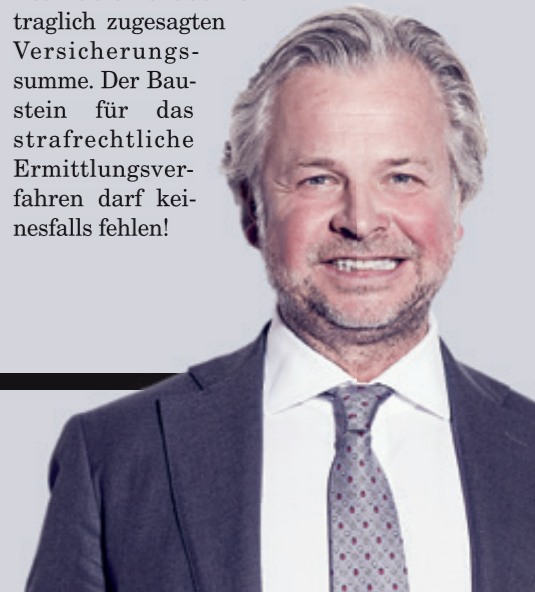 traglich zugesagten
Versicherungs-
summe. Der Bau-
stein für das
strafrechtliche
Ermittlungsver-
fahren darf kei-
nesfalls fehlen!